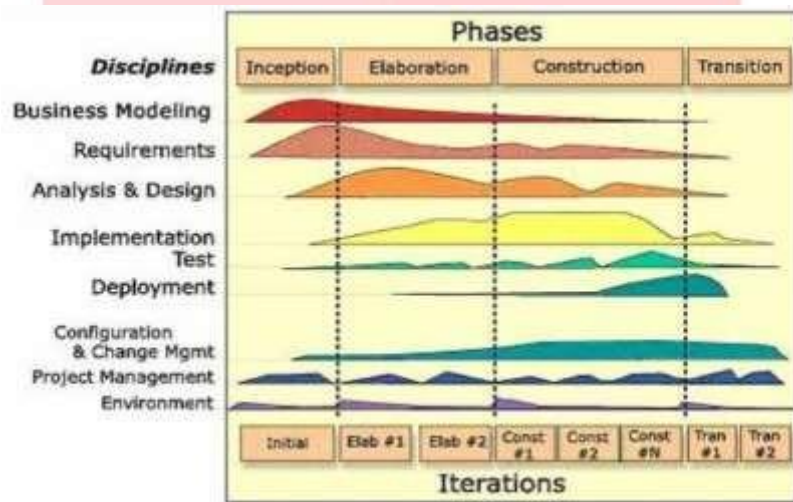 Phases
Disciplines Inception Elaboration Construction Transition
Business Modeling
Requirements
Analysis & Design
Implementation
Test
Deployment
Configuration
& Change Mgmt
Project Management
Environment
Initial Elab #1 Elab #2 Const #1 Const #2 Const #N Tran #1 Tran #2
Iterations